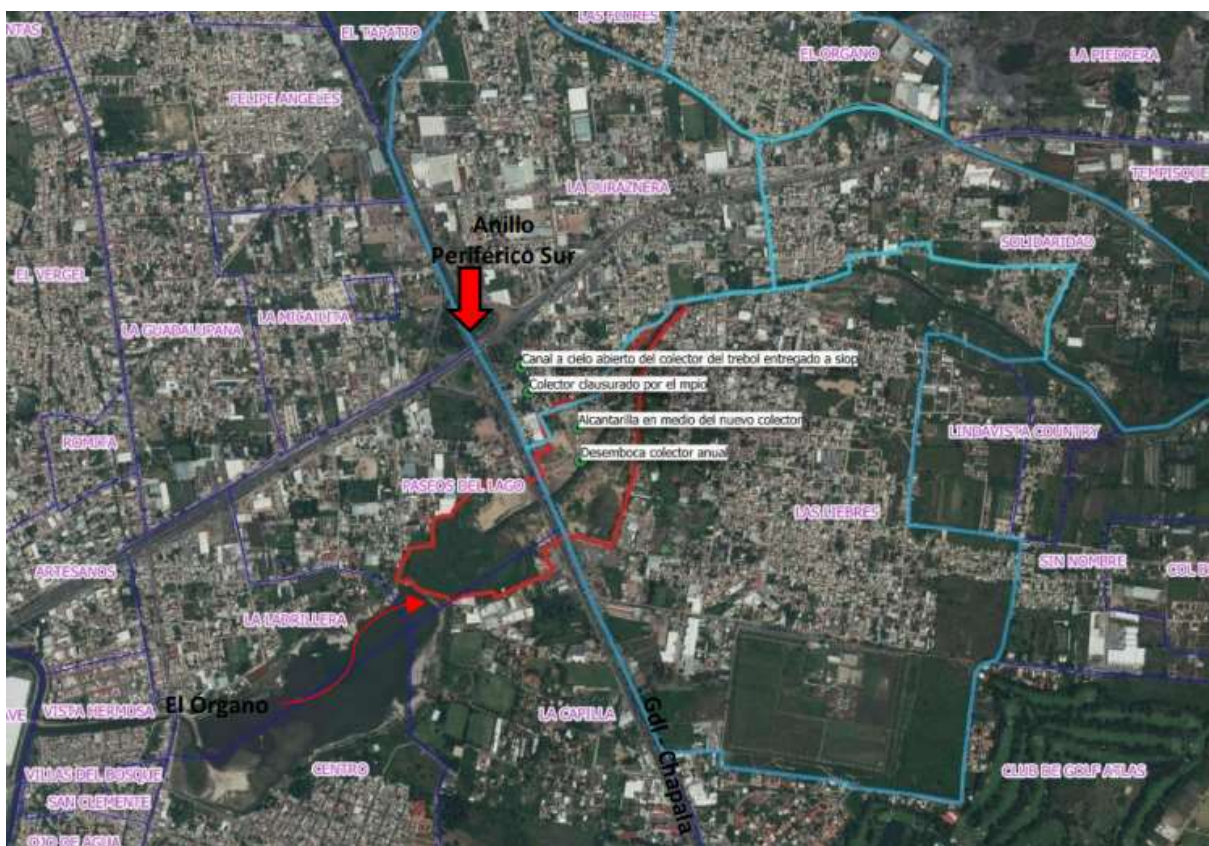 NTAS
LAS FLORES
EL TAPATIO
EL ORGANO
LA PIEDRERA
FELIPE ANGELES
LA DURAZNERA
TEMPISQUE
Anillo
Periférico Sur
SOLIDARIDAD
EL VERGEL
LA MICAILITA
LA GUADALUPANA
Canal a cielo abierto del colector del trebol entregado a siop
Colector clausurado por el mpio
Alcantarilla en medio del nuevo colector
Desemboca colector anual
ROMITA
LINDAVISTA COUNTRY
PASEOS DEL LAGO
LAS LIEBRES
ARTESANOS
SIN NOMBRE
COL B
LA LADRILLERA
El Órgano
AVE
VISTA HERMOSA
LA CAPILLA
Gdl. Chapala
VILLAS DEL BOSQUE
CENTRO
CLUB DE GOLF ATLAS
SAN CLEMENTE
OJO DE AGUA